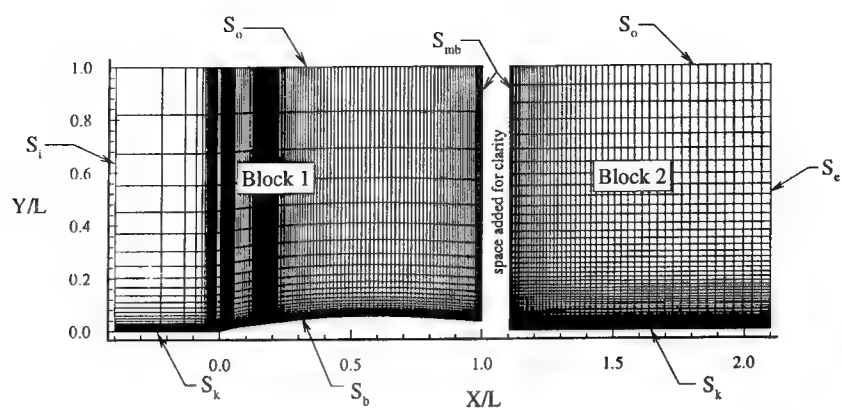 S_o
S_mb
S_o
1.0
0.8
S_i
0.6
Block 1
space added for clarity
Block 2
S_e
Y/L
0.4
0.2
0.0
0.0
0.5
1.0
1.5
2.0
S_k
S_b
X/L
S_k